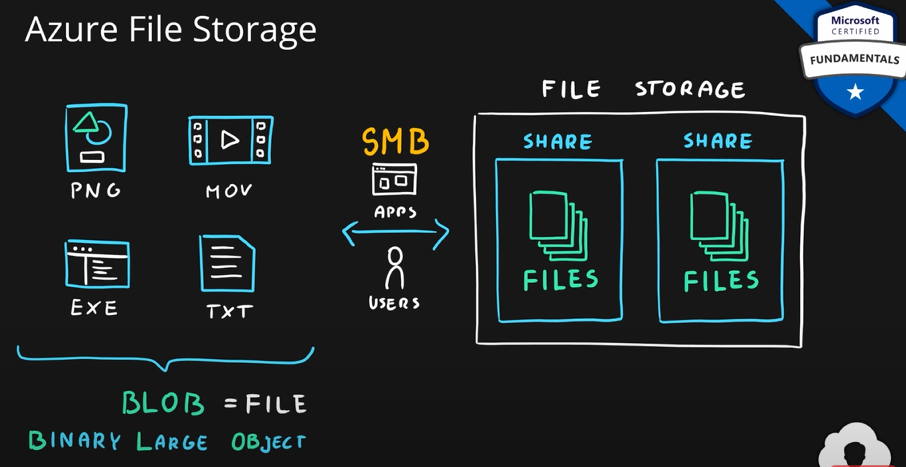 Azure File Storage
Microsoft
CERTIFIED
FUNDAMENTALS
FILE STORAGE
PNG
MOV
EXE
TXT
SMB
APPS
USERS
SHARE
FILES
SHARE
FILES
BLOB = FILE
BINARY LARGE OBJECT